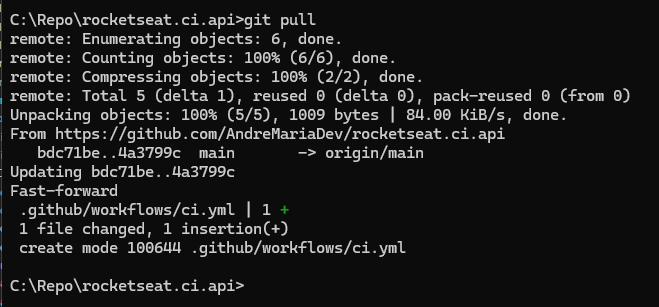 C:\Repo\rocketseat.ci.api>git pull
remote: Enumerating objects: 6, done.
remote: Counting objects: 100% (6/6), done.
remote: Compressing objects: 100% (2/2), done.
remote: Total 5 (delta 1), reused 0 (delta 0), pack-reused 0 (from 0)
Unpacking objects: 100% (5/5), 1009 bytes | 84.00 KiB/s, done.
From https://github.com/AndreMariaDev/rocketseat.ci.api
   bdc71be..4a3799c  main       -> origin/main
Updating bdc71be..4a3799c
Fast-forward
 .github/workflows/ci.yml | 1 +
 1 file changed, 1 insertion(+)
 create mode 100644 .github/workflows/ci.yml
C:\Repo\rocketseat.ci.api>